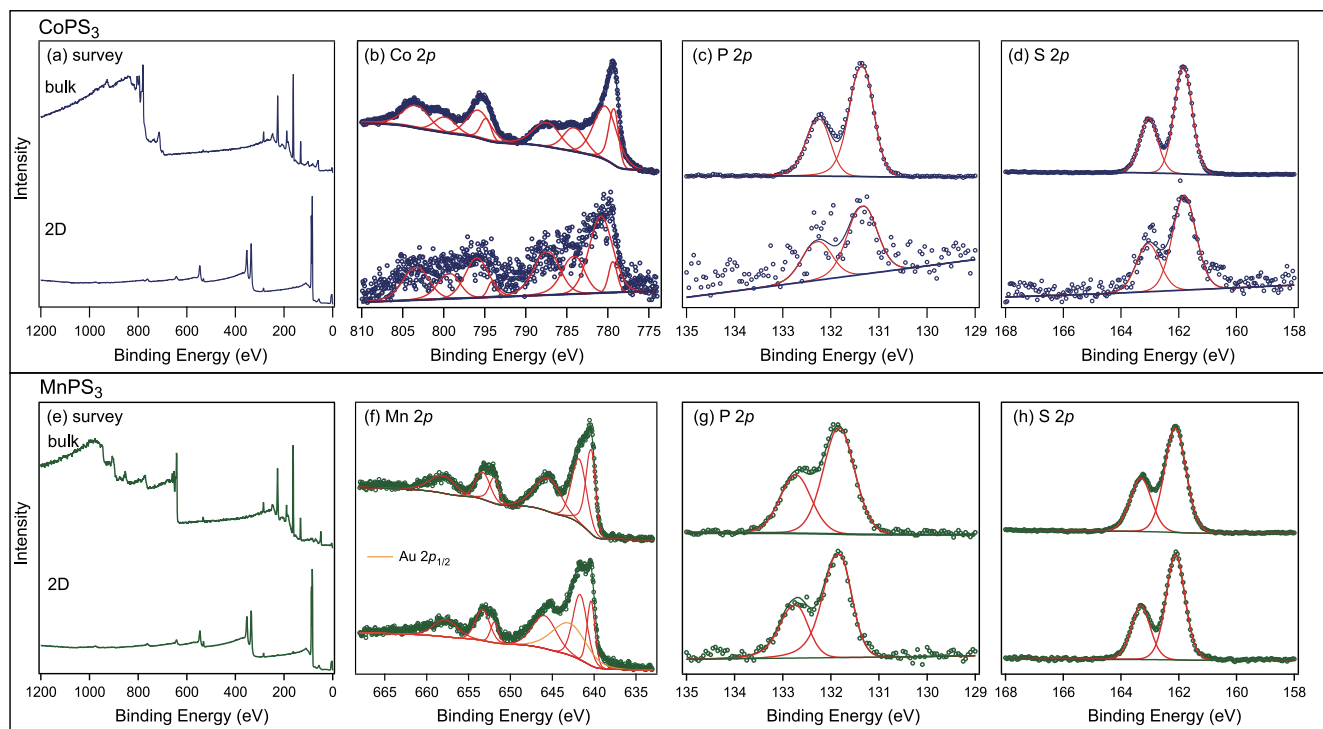 CoPS3
(a) survey
bulk
2D
Intensity
1200 1000 800 600 400 200 0
Binding Energy (eV)
(b) Co 2p
810 805 800 795 790 785 780 775
Binding Energy (eV)
(c) P 2p
135 134 133 132 131 130 129
Binding Energy (eV)
(d) S 2p
168 166 164 162 160 158
Binding Energy (eV)
MnPS3
(e) survey
bulk
2D
Intensity
1200 1000 800 600 400 200 0
Binding Energy (eV)
(f) Mn 2p
Au 2p1/2
665 660 655 650 645 640 635
Binding Energy (eV)
(g) P 2p
135 134 133 132 131 130 129
Binding Energy (eV)
(h) S 2p
168 166 164 162 160 158
Binding Energy (eV)